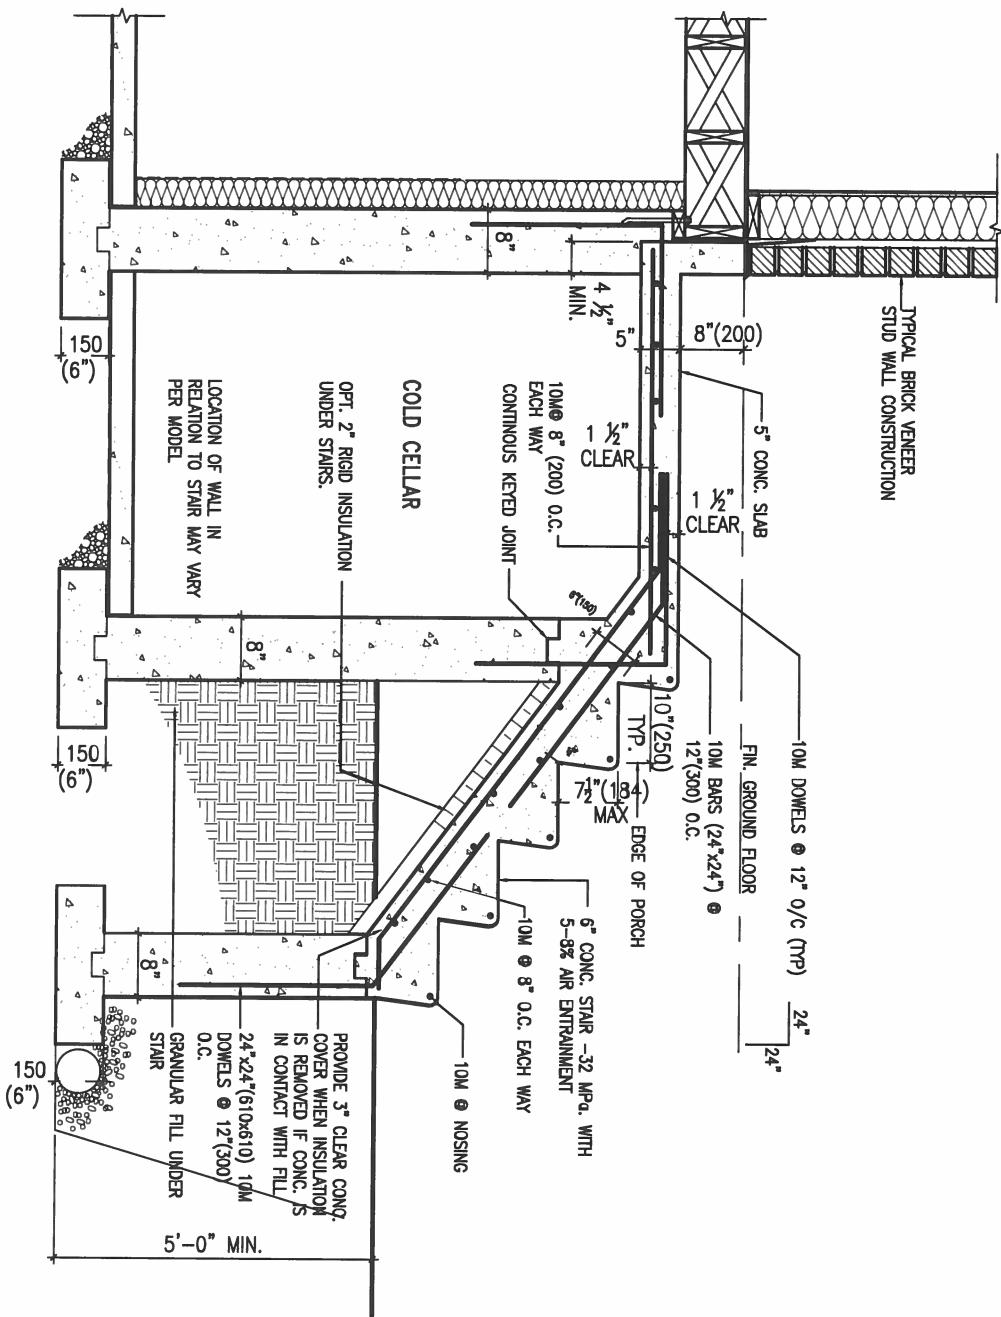 TYPICAL BRICK VENEER
STUD WALL CONSTRUCTION
10M DOWELS @ 12" O/C (TYP)
24"
24"
FIN. GROUND FLOOR
10M BARS (24"x24") @
12"(300) O.C.
5" CONC. SLAB
8"(200)
5"
1 ½"
CLEAR
1 ½"
CLEAR
4 ½"
MIN.
8"
10M@ 8" (200) O.C.
EACH WAY
CONTINOUS KEYED JOINT
COLD CELLAR
OPT. 2" RIGID INSULATION
UNDER STAIRS.
LOCATION OF WALL IN
RELATION TO STAIR MAY VARY
PER MODEL
6"(150)
10"(250)
TYP.
7½"(184)
MAX
EDGE OF PORCH
6" CONC. STAIR -32 MPa. WITH
5-8% AIR ENTRAINMENT
10M @ 8" O.C. EACH WAY
10M @ NOSING
PROVIDE 3" CLEAR CONC.
COVER WHEN INSULATION
IS REMOVED IF CONC. IS
IN CONTACT WITH FILL
24"x24"(610x610) 10M
DOWELS @ 12"(300)
O.C.
GRANULAR FILL UNDER
STAIR
8"
8"
150
(6")
150
(6")
150
(6")
5'-0" MIN.